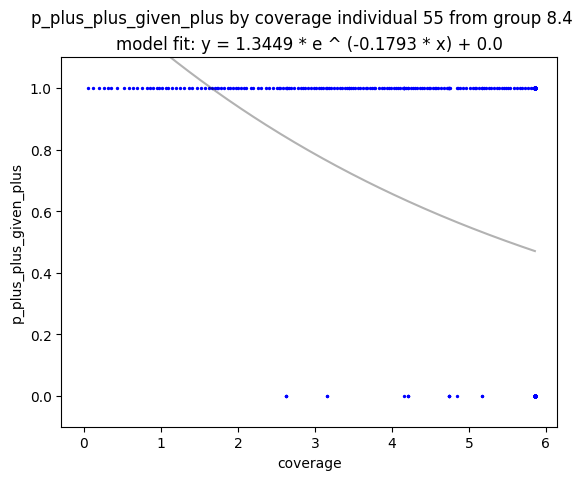 p_plus_plus_given_plus by coverage individual 55 from group 8.4
model fit: y = 1.3449 * e ^ (-0.1793 * x) + 0.0
1.0
0.8
0.6
0.4
0.2
0.0
p_plus_plus_given_plus
0 1 2 3 4 5 6
coverage